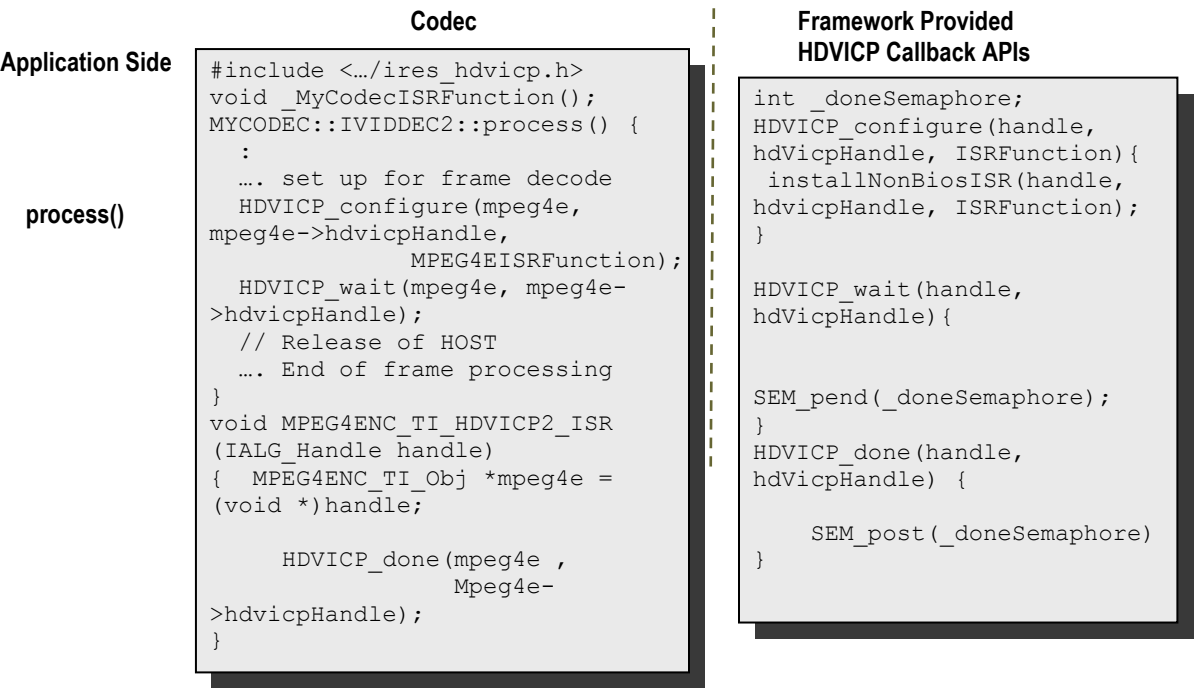 Codec
Application Side
process()
#include <…/ires_hdvicp.h>
void _MyCodecISRFunction();
MYCODEC::IVIDDEC2::process() {
:
…. set up for frame decode
HDVICP_configure(mpeg4e,
mpeg4e->hdvicpHandle,
MPEG4EISRFunction);
HDVICP_wait(mpeg4e, mpeg4e-
>hdvicpHandle);
// Release of HOST
…. End of frame processing
}
void MPEG4ENC_TI_HDVICP2_ISR
(IALG_Handle handle)
{  MPEG4ENC_TI_Obj *mpeg4e =
(void *)handle;
HDVICP_done(mpeg4e ,
Mpeg4e-
>hdvicpHandle);
}
Framework Provided
HDVICP Callback APIs
int _doneSemaphore;
HDVICP_configure(handle,
hdVicpHandle, ISRFunction){
installNonBiosISR(handle,
hdvicpHandle, ISRFunction);
}
HDVICP_wait(handle,
hdVicpHandle){
SEM_pend(_doneSemaphore);
}
HDVICP_done(handle,
hdVicpHandle) {
SEM_post(_doneSemaphore)
}